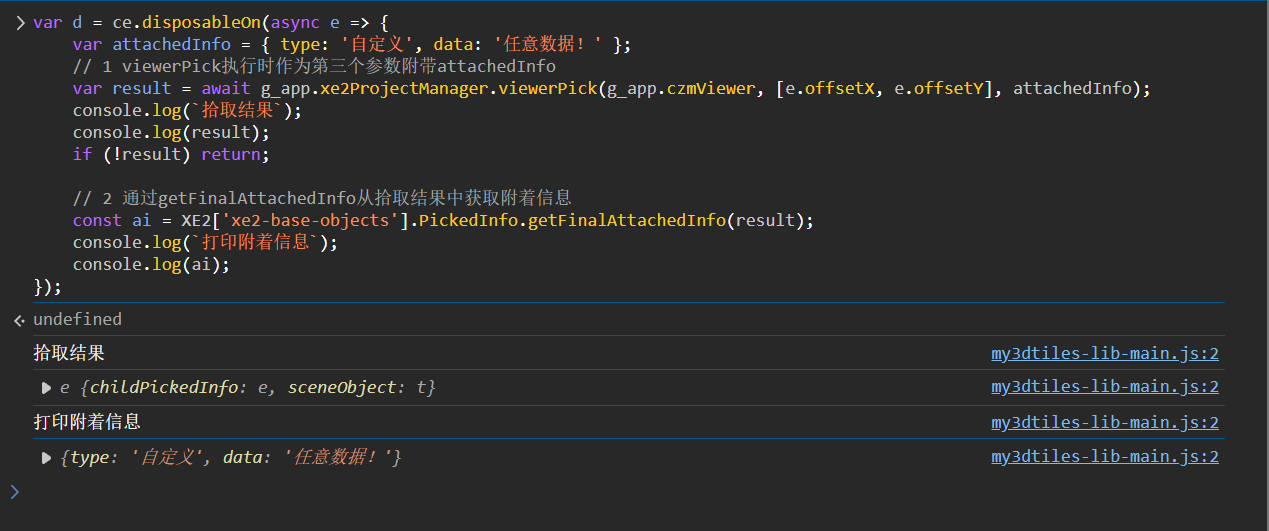 var d = ce.disposableOn(async e => {
var attachedInfo = { type: '自定义', data: '任意数据！' };
// 1 viewerPick执行时作为第三个参数附带attachedInfo
var result = await g_app.xe2ProjectManager.viewerPick(g_app.czmViewer, [e.offsetX, e.offsetY], attachedInfo);
console.log(`拾取结果`);
console.log(result);
if (!result) return;
// 2 通过getFinalAttachedInfo从拾取结果中获取附着信息
const ai = XE2['xe2-base-objects'].PickedInfo.getFinalAttachedInfo(result);
console.log(`打印附着信息`);
console.log(ai);
});
undefined
拾取结果 my3dtiles-lib-main.js:2
e {childPickedInfo: e, sceneObject: t} my3dtiles-lib-main.js:2
打印附着信息 my3dtiles-lib-main.js:2
{type: '自定义', data: '任意数据！'} my3dtiles-lib-main.js:2